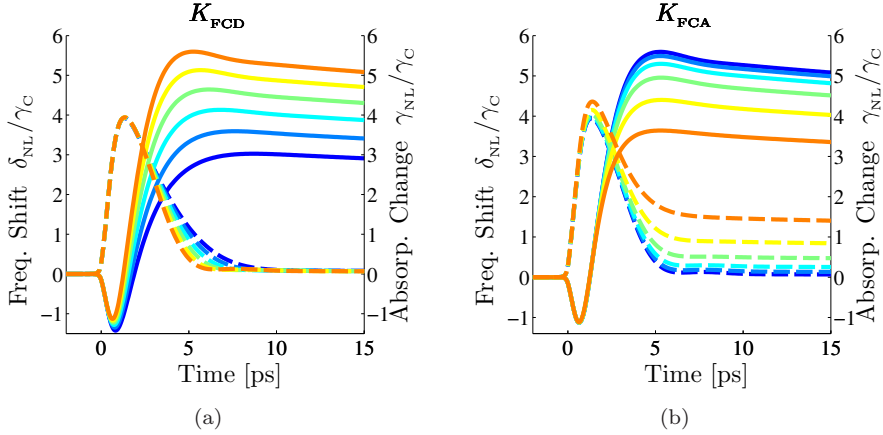 K_FCD
6
5
4
3
2
1
0
−1
6
5
4
3
2
1
0
−1
Freq. Shift δ_NL/γ_C
Absorp. Change γ_NL/γ_C
0 5 10 15
Time [ps]
(a)
K_FCA
6
5
4
3
2
1
0
−1
6
5
4
3
2
1
0
−1
Freq. Shift δ_NL/γ_C
Absorp. Change γ_NL/γ_C
0 5 10 15
Time [ps]
(b)